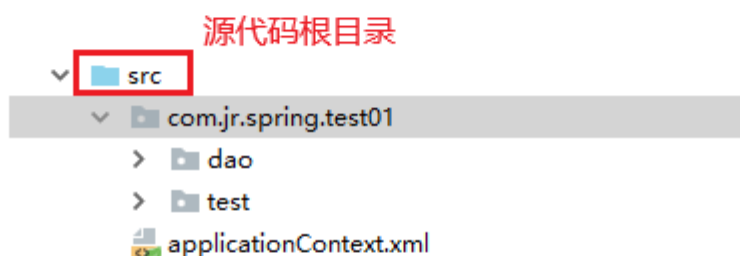 源代码根目录
src
com.jr.spring.test01
dao
test
applicationContext.xml